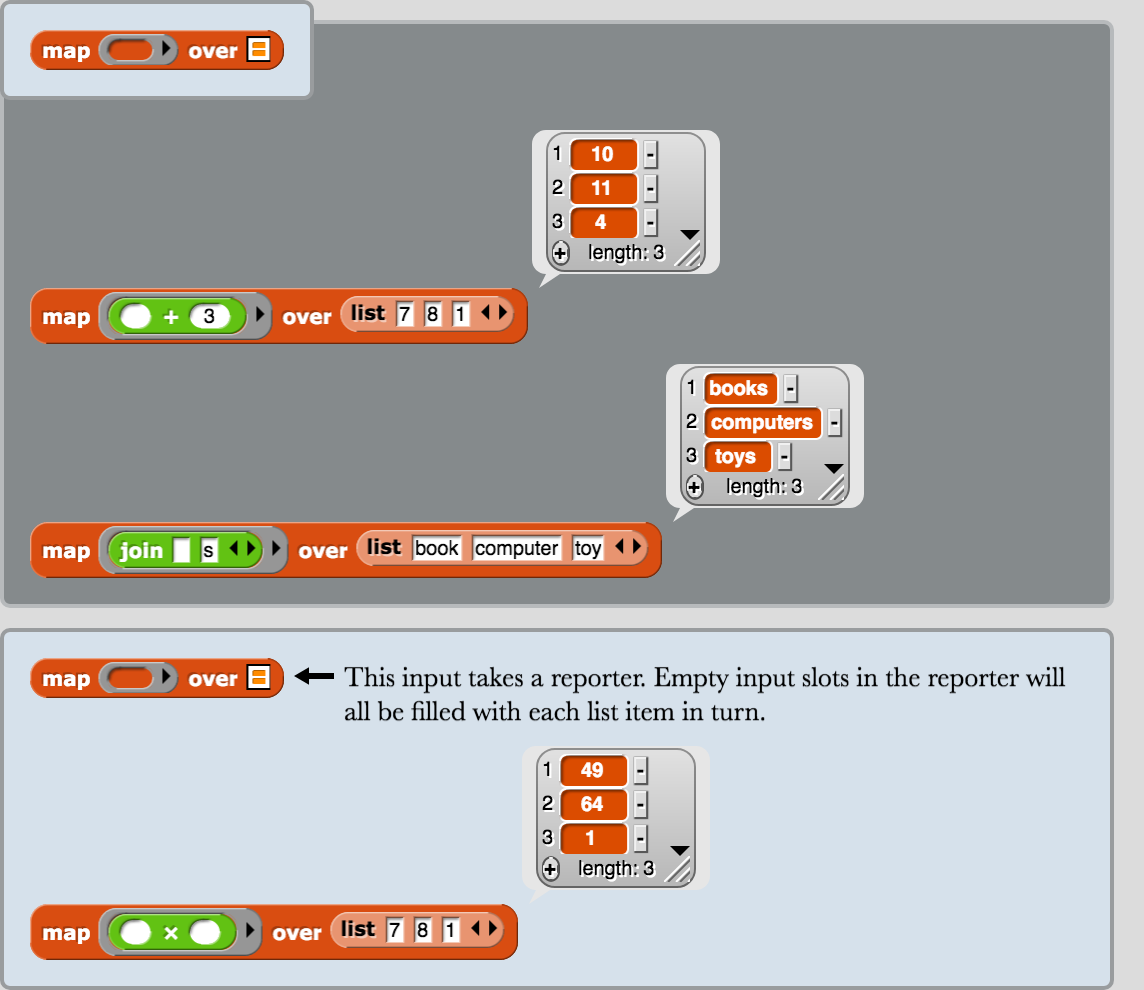 map over
1 10 -
2 11 -
3 4 -
+ length: 3
map + 3 over list 7 8 1
1 books -
2 computers -
3 toys -
+ length: 3
map join s over list book computer toy
map over This input takes a reporter. Empty input slots in the reporter will
all be filled with each list item in turn.
1 49 -
2 64 -
3 1 -
+ length: 3
map × over list 7 8 1